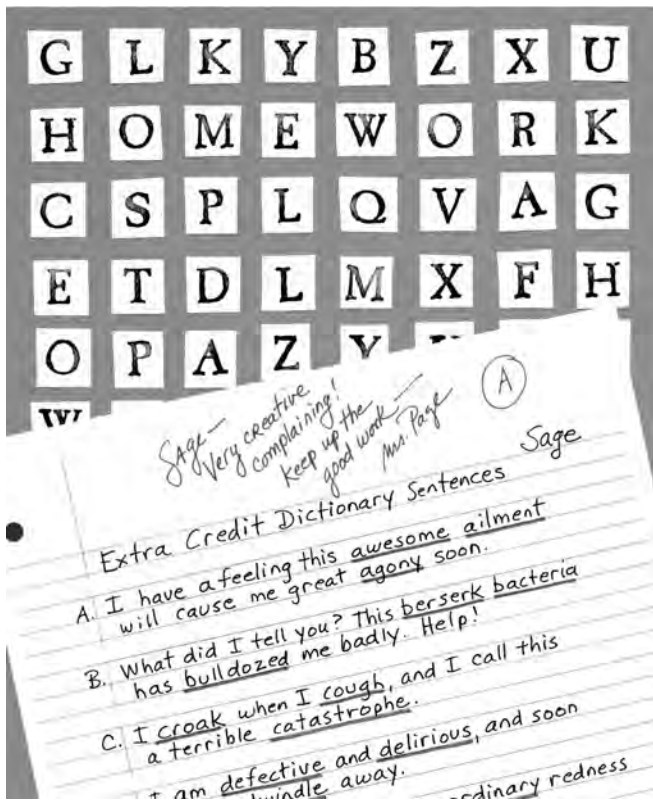 G L K Y B Z X U
H O M E W O R K
C S P L Q V A G
E T D L M X F H
O P A Z
W
Sage—
Very creative
complaining!
Keep up the
good work—
Mrs. Page
A
Sage
Extra Credit Dictionary Sentences
A. I have a feeling this awesome ailment
will cause me great agony soon.
B. What did I tell you? This berserk bacteria
has bulldozed me badly. Help!
C. I croak when I cough, and I call this
a terrible catastrophe.
I am defective and delirious, and soon
dwindle away.
redness